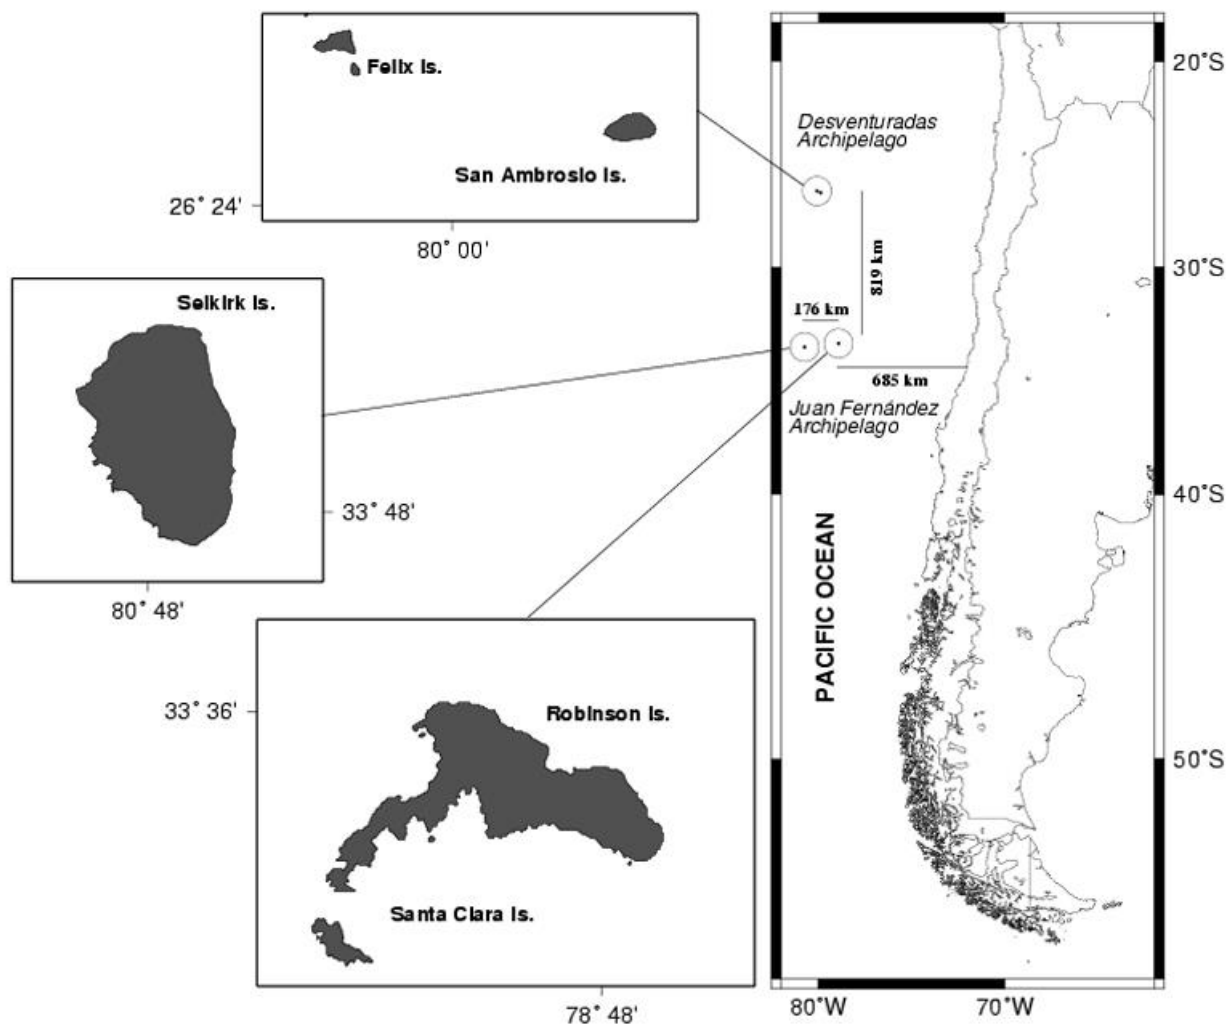 Felix Is.
San Ambrosio Is.
26° 24'
80° 00'
Selkirk Is.
33° 48'
80° 48'
33° 36'
Robinson Is.
Santa Clara Is.
78° 48'
Desventuradas
Archipelago
819 km
176 km
685 km
Juan Fernández
Archipelago
PACIFIC OCEAN
20°S
30°S
40°S
50°S
80°W
70°W